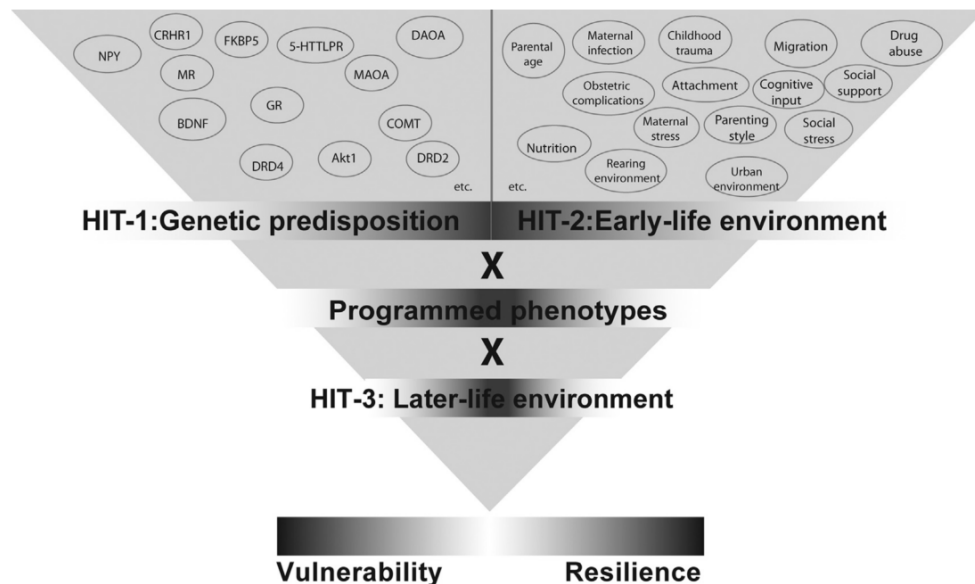 NPY
CRHR1
FKBP5
5-HTTLPR
DAOA
MR
MAOA
GR
BDNF
COMT
DRD4
Akt1
DRD2
etc.
Parental
age
Maternal
infection
Childhood
trauma
Migration
Drug
abuse
Obstetric
complications
Attachment
Cognitive
input
Social
support
Maternal
stress
Parenting
style
Social
stress
Nutrition
Rearing
environment
Urban
environment
etc.
HIT-1:Genetic predisposition
HIT-2:Early-life environment
X
Programmed phenotypes
X
HIT-3: Later-life environment
Vulnerability
Resilience